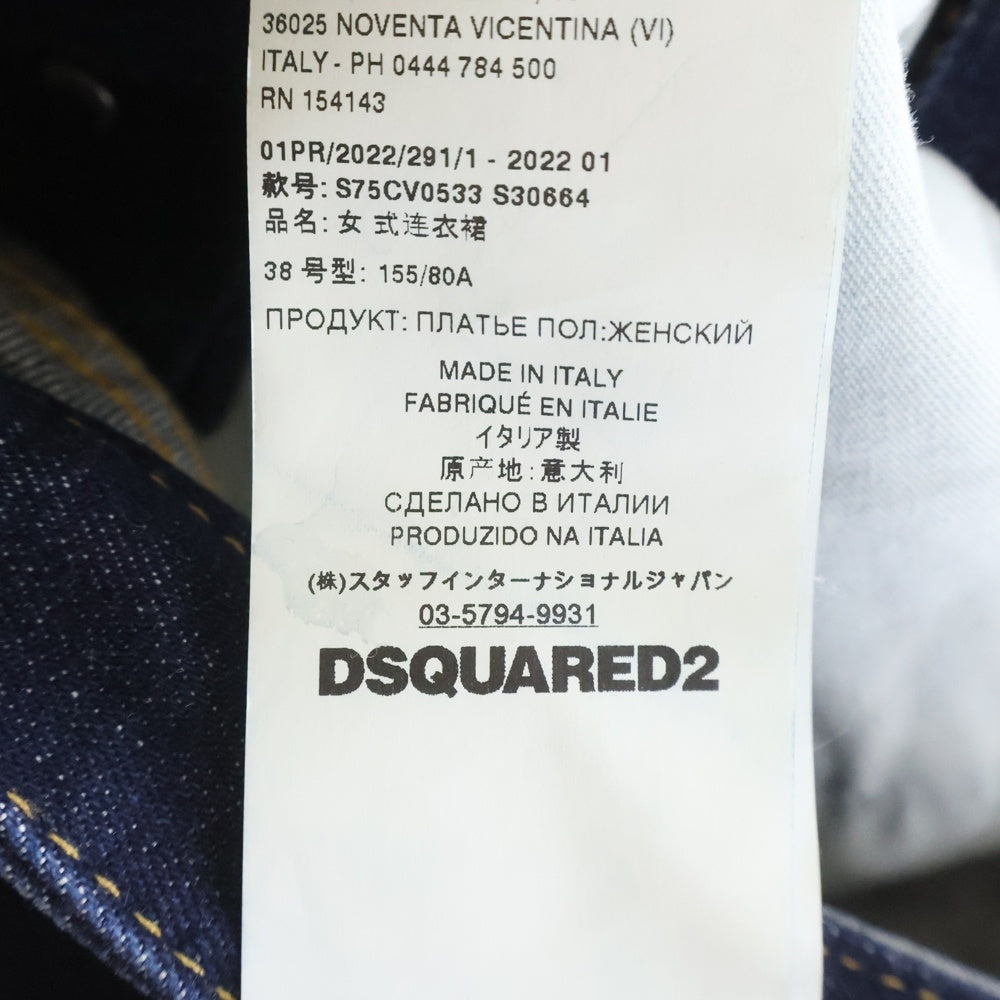 36025 NOVENTA VICENTINA (VI)
ITALY - PH 0444 784 500
RN 154143
01PR/2022/291/1 - 2022 01
款号: S75CV0533 S30664
品名: 女 式连衣裙
38 号型: 155/80A
ПРОДУКТ: ПЛАТЬЕ ПОЛ:ЖЕНСКИЙ
MADE IN ITALY
FABRIQUÉ EN ITALIE
イタリア製
原产地:意大利
СДЕЛАНО В ИТАЛИИ
PRODUZIDO NA ITALIA
(株)スタッフインターナショナルジャパン
03-5794-9931
DSQUARED2